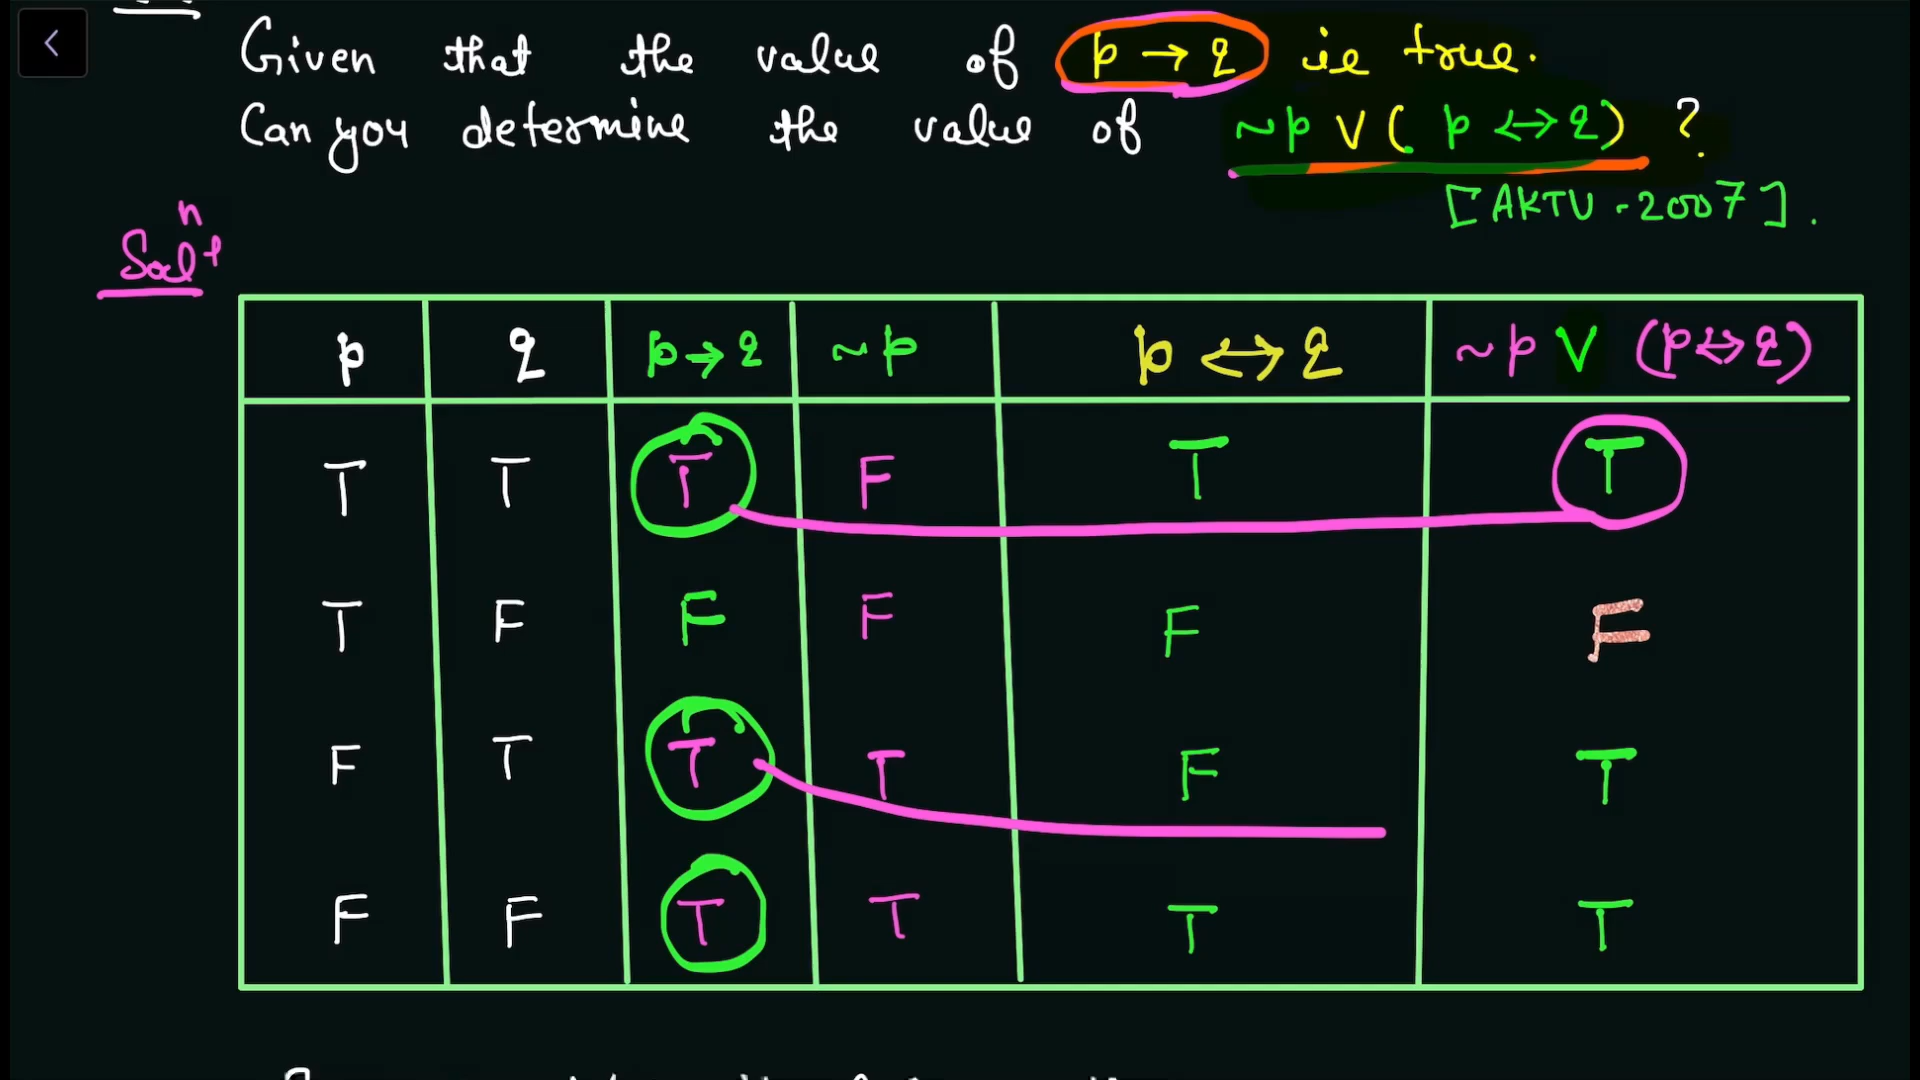 Given that the value of p → q is true.
Can you determine the value of ~p ∨ ( p ↔ q ) ?
[AKTU - 2007].
Solⁿ
p q p → q ~p p ↔ q ~p ∨ (p ↔ q)
T T T F T T
T F F F F F
F T T T F T
F F T T T T